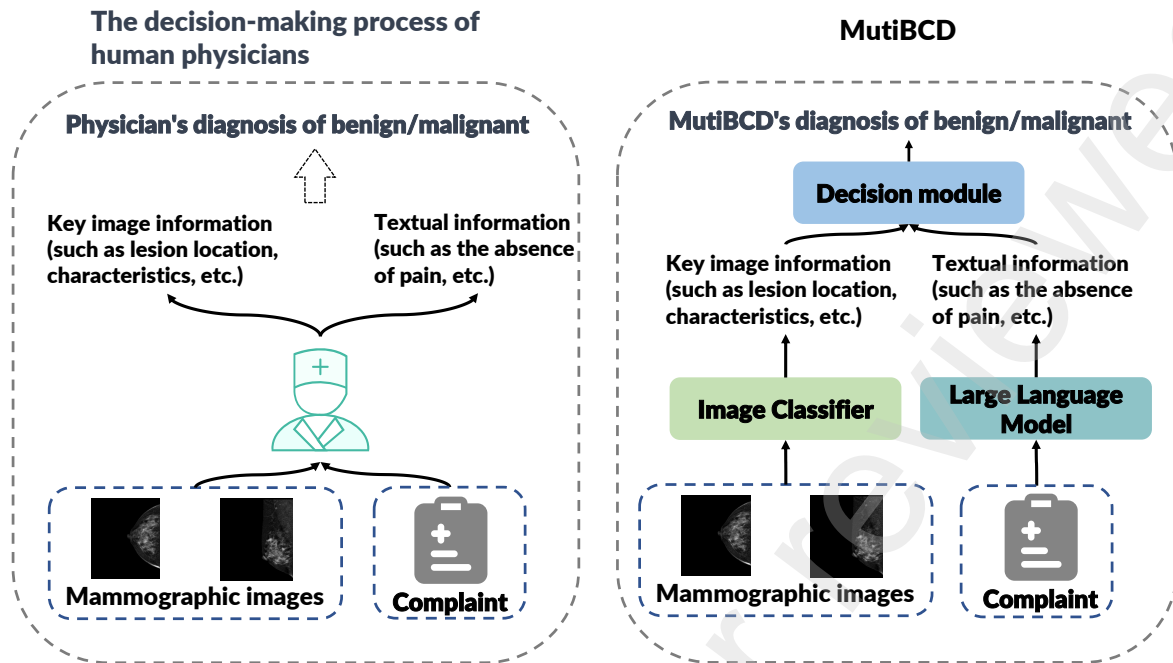 The decision-making process of
human physicians
Physician's diagnosis of benign/malignant
Key image information
(such as lesion location,
characteristics, etc.)
Textual information
(such as the absence
of pain, etc.)
Mammographic images
Complaint
MutiBCD
MutiBCD's diagnosis of benign/malignant
Decision module
Key image information
(such as lesion location,
characteristics, etc.)
Textual information
(such as the absence
of pain, etc.)
Image Classifier
Large Language
Model
Mammographic images
Complaint
r reviewe